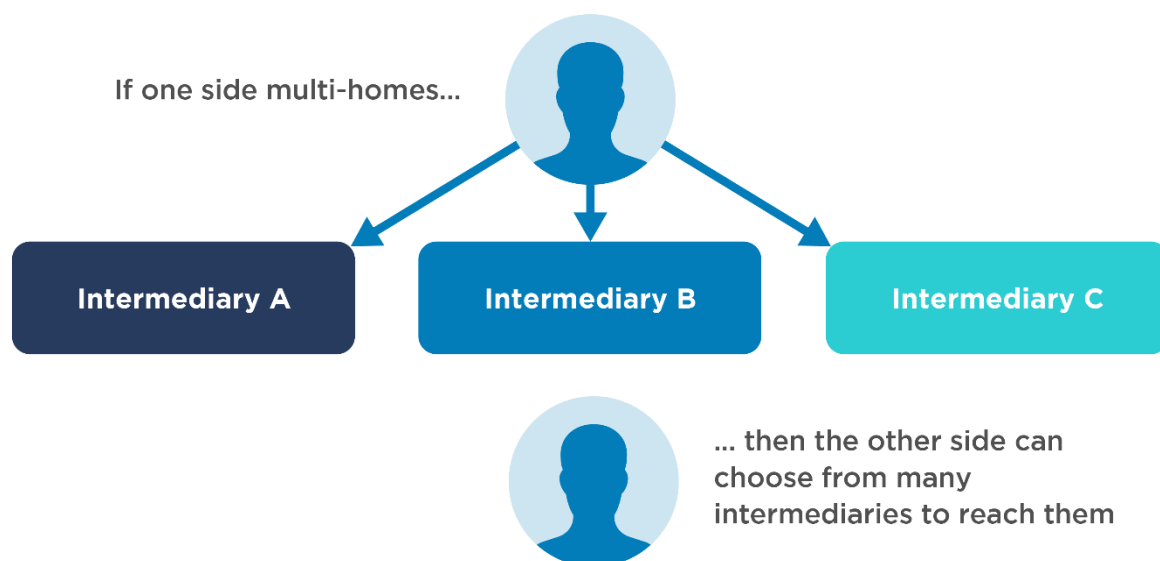 If one side multi-homes...
Intermediary A
Intermediary B
Intermediary C
... then the other side can
choose from many
intermediaries to reach them